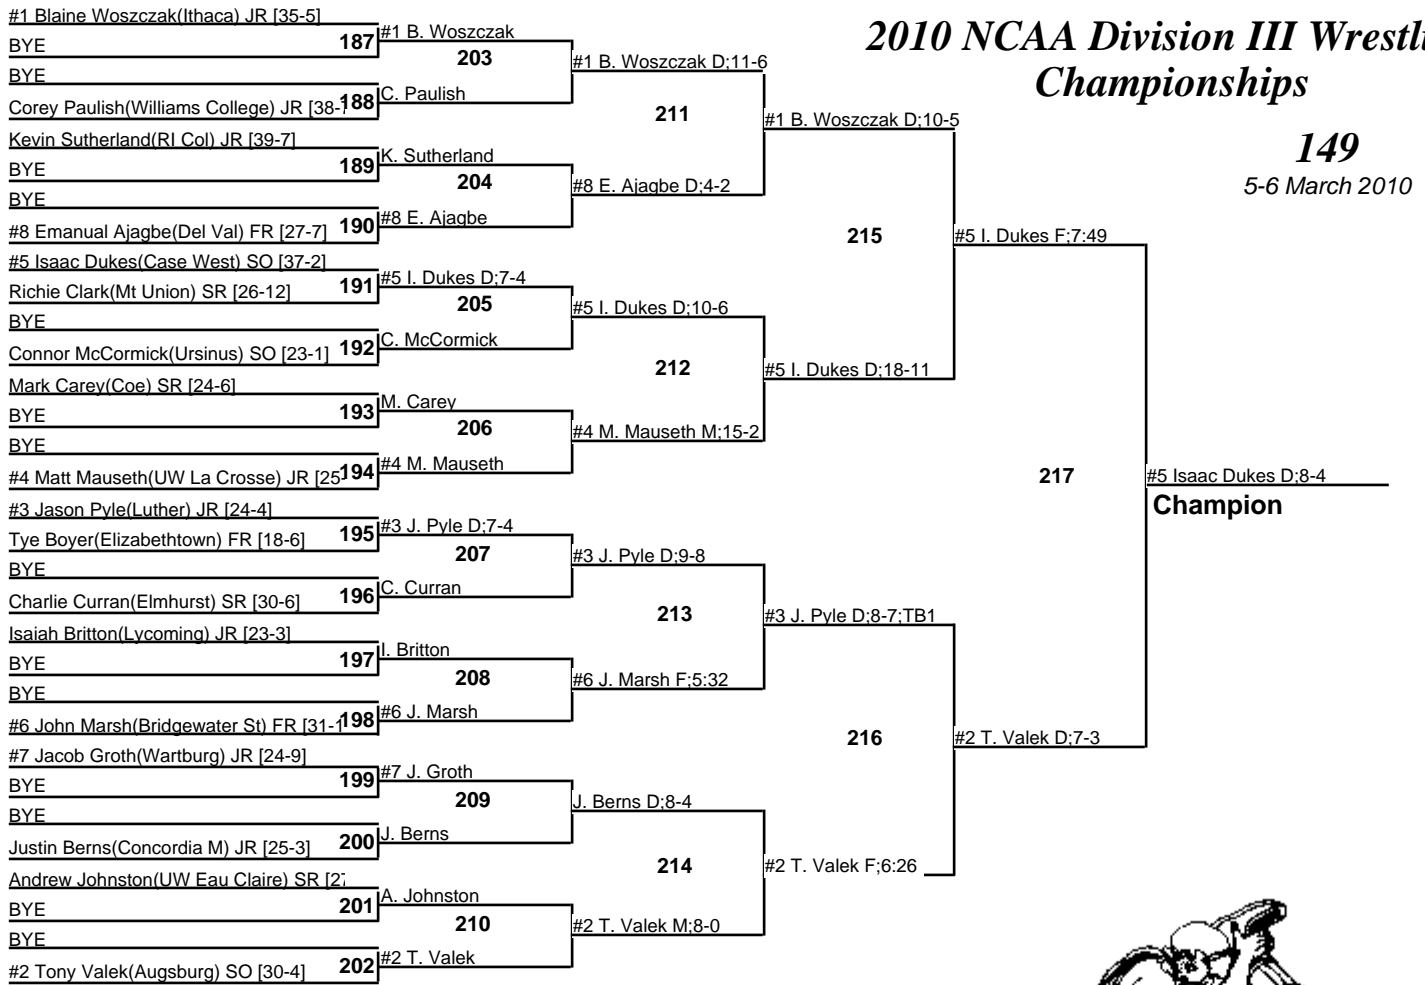 2010 NCAA Division III Wrestli
Championships
149
5-6 March 2010
#1 Blaine Woszczak(Ithaca) JR [35-5]
BYE
187
BYE
Corey Paulish(Williams College) JR [38-
188
Kevin Sutherland(RI Col) JR [39-7]
BYE
189
BYE
#8 Emanual Ajagbe(Del Val) FR [27-7]
190
#5 Isaac Dukes(Case West) SO [37-2]
Richie Clark(Mt Union) SR [26-12]
191
BYE
Connor McCormick(Ursinus) SO [23-1]
192
Mark Carey(Coe) SR [24-6]
BYE
193
BYE
#4 Matt Mauseth(UW La Crosse) JR [25-
194
#3 Jason Pyle(Luther) JR [24-4]
Tye Boyer(Elizabethtown) FR [18-6]
195
BYE
Charlie Curran(Elmhurst) SR [30-6]
196
Isaiah Britton(Lycoming) JR [23-3]
BYE
197
BYE
#6 John Marsh(Bridgewater St) FR [31-1
198
#7 Jacob Groth(Wartburg) JR [24-9]
BYE
199
BYE
Justin Berns(Concordia M) JR [25-3]
200
Andrew Johnston(UW Eau Claire) SR [27
BYE
201
BYE
#2 Tony Valek(Augsburg) SO [30-4]
202
#1 B. Woszczak
203
C. Paulish
K. Sutherland
204
#8 E. Ajagbe
#5 I. Dukes D;7-4
205
C. McCormick
M. Carey
206
#4 M. Mauseth
#3 J. Pyle D;7-4
207
C. Curran
I. Britton
208
#6 J. Marsh
#7 J. Groth
209
J. Berns
A. Johnston
210
#2 T. Valek
#1 B. Woszczak D;11-6
211
#8 E. Ajagbe D;4-2
#5 I. Dukes D;10-6
212
#4 M. Mauseth M;15-2
#3 J. Pyle D;9-8
213
#6 J. Marsh F;5:32
J. Berns D;8-4
214
#2 T. Valek M;8-0
#1 B. Woszczak D;10-5
215
#5 I. Dukes D;18-11
#3 J. Pyle D;8-7;TB1
216
#2 T. Valek F;6:26
#5 I. Dukes F;7:49
217
#2 T. Valek D;7-3
#5 Isaac Dukes D;8-4
Champion